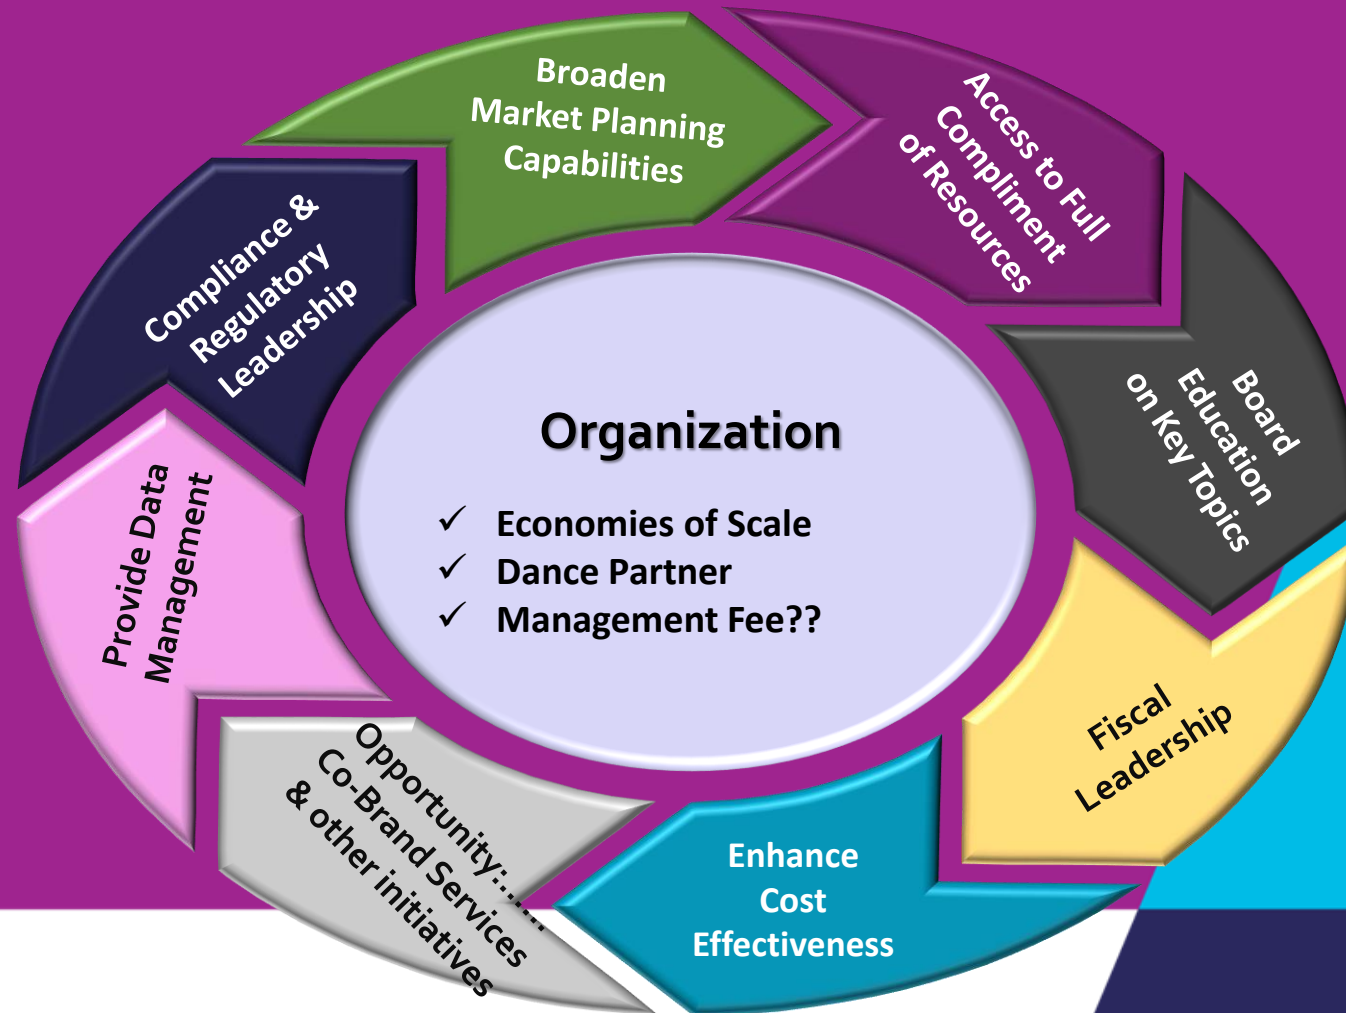 Broaden
Market Planning
Capabilities
Access to Full
Compliment
of Resources
Board
Education
on Key Topics
Fiscal
Leadership
Enhance
Cost
Effectiveness
Opportunity:......
Co-Brand Services
& other initiatives
Provide Data
Management
Compliance &
Regulatory
Leadership
Organization
✓ Economies of Scale
✓ Dance Partner
✓ Management Fee??